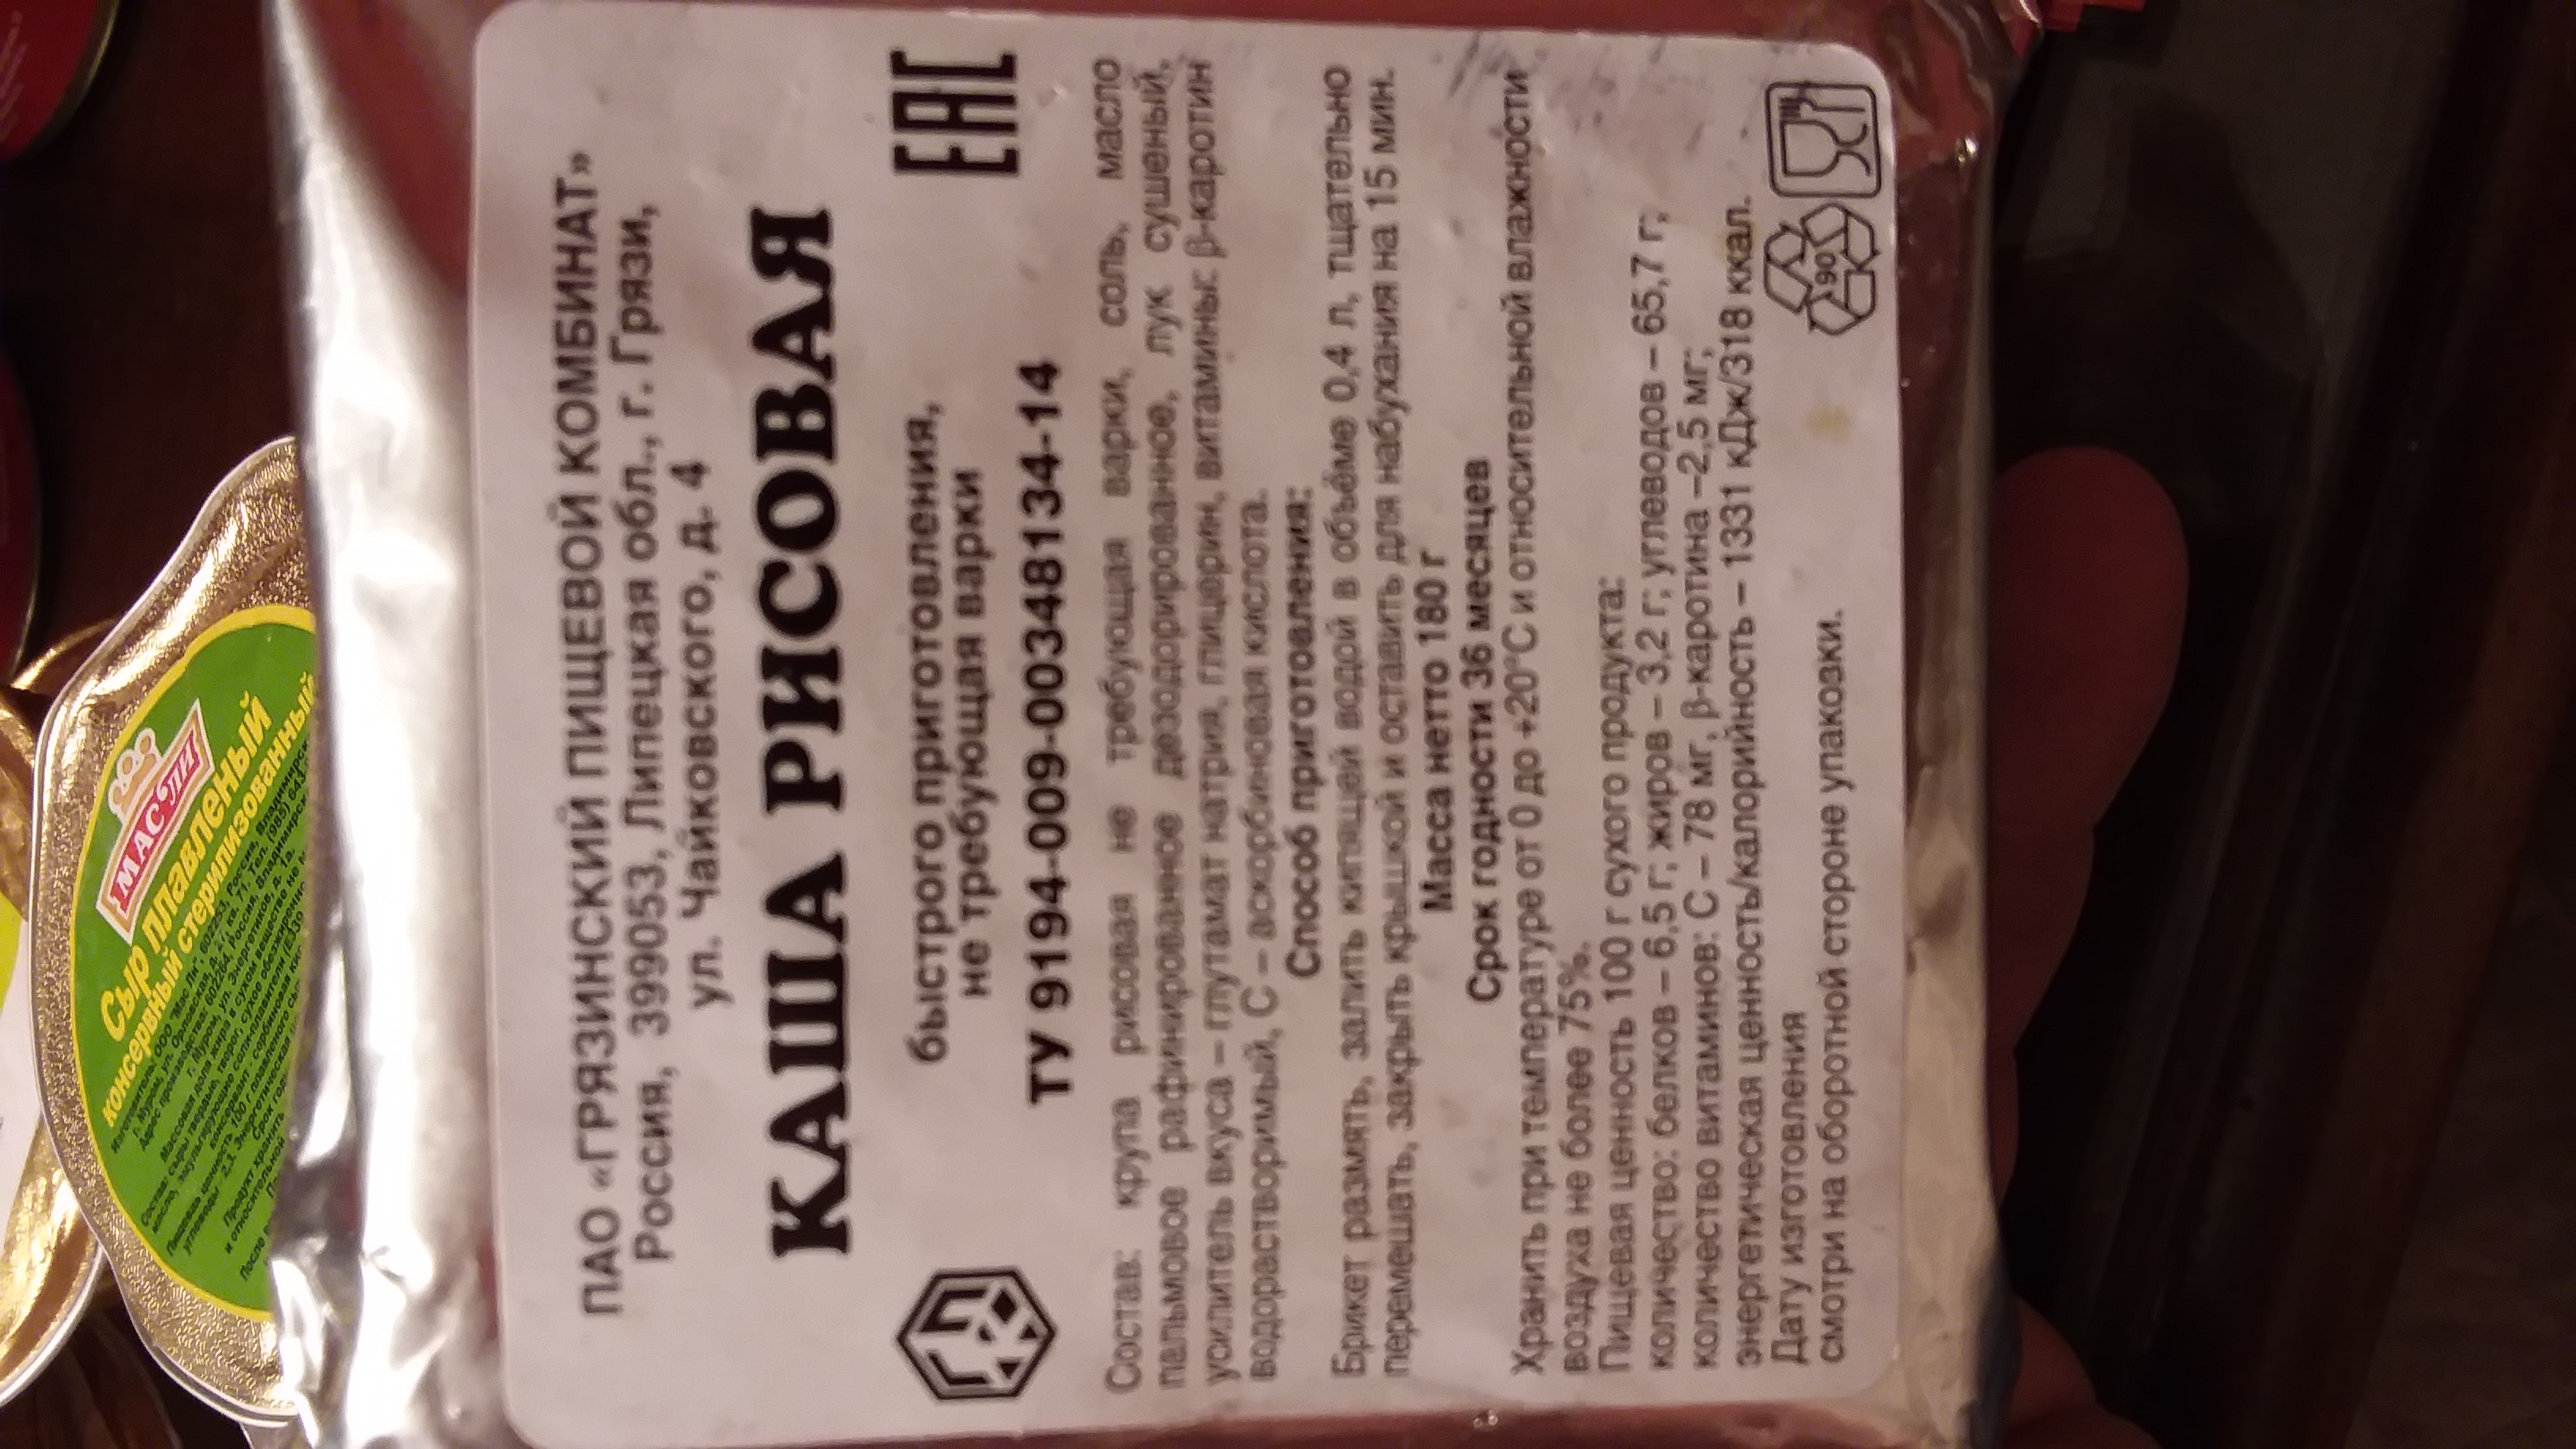 ПАО «ГРЯЗИНСКИЙ ПИЩЕВОЙ КОМБИНАТ»
Россия, 399053, Липецкая обл., г. Грязи,
ул. Чайковского, д. 4
КАША РИСОВАЯ
быстрого приготовления,
не требующая варки
EAC
ТУ 9194-009-00348134-14
Состав: крупа рисовая не требующая варки, соль, масло
пальмовое рафинированное дезодорированное, лук сушеный,
усилитель вкуса – глутамат натрия, глицерин, витамины: β-каротин
водорастворимый, С – аскорбиновая кислота.
Способ приготовления:
Брикет размять, залить кипящей водой в объёме 0,4 л, тщательно
перемешать, закрыть крышкой и оставить для набухания на 15 мин.
Масса нетто 180 г
Срок годности 36 месяцев
Хранить при температуре от 0 до +20°С и относительной влажности
воздуха не более 75%.
Пищевая ценность 100 г сухого продукта:
количество: белков – 6,5 г; жиров – 3,2 г; углеводов – 65,7 г;
количество витаминов: С – 78 мг, β-каротина –2,5 мг;
энергетическая ценность/калорийность – 1331 кДж/318 ккал.
Дату изготовления
смотри на оборотной стороне упаковки.
90
МАС ЛИ
Сыр плавленый
консервный стерилизованный